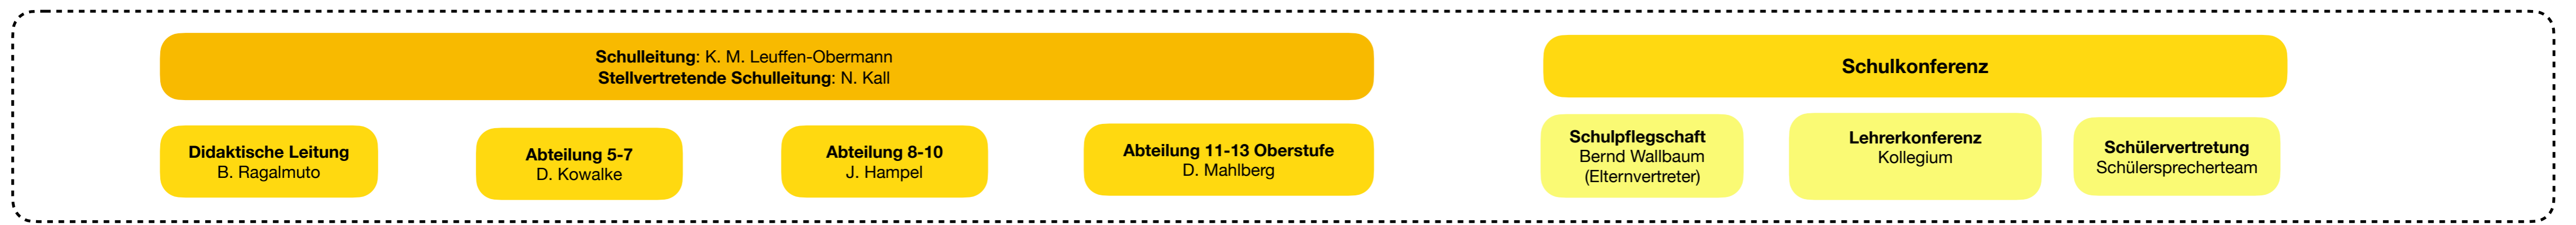 Schulleitung: K. M. Leuffen-Obermann
Stellvertretende Schulleitung: N. Kall
Schulkonferenz
Didaktische Leitung
B. Ragalmuto
Abteilung 5-7
D. Kowalke
Abteilung 8-10
J. Hampel
Abteilung 11-13 Oberstufe
D. Mahlberg
Schulpflegschaft
Bernd Wallbaum
(Elternvertreter)
Lehrerkonferenz
Kollegium
Schülervertretung
Schülersprecherteam